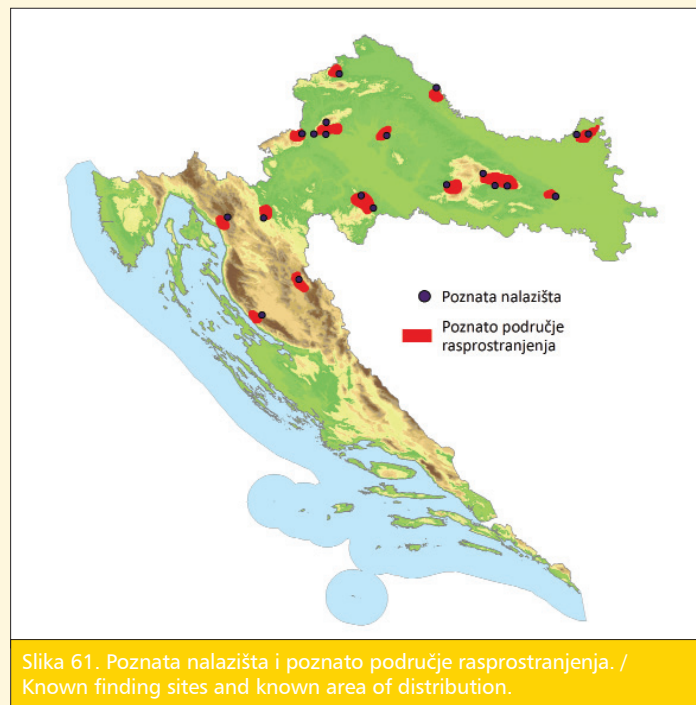 Poznata nalazišta
Poznato područje
rasprostranjenja
Slika 61. Poznata nalazišta i poznato područje rasprostranjenja. /
Known finding sites and known area of distribution.